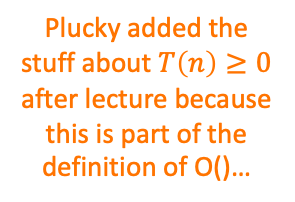 Plucky added the
stuff about T(n) ≥ 0
after lecture because
this is part of the
definition of O()...